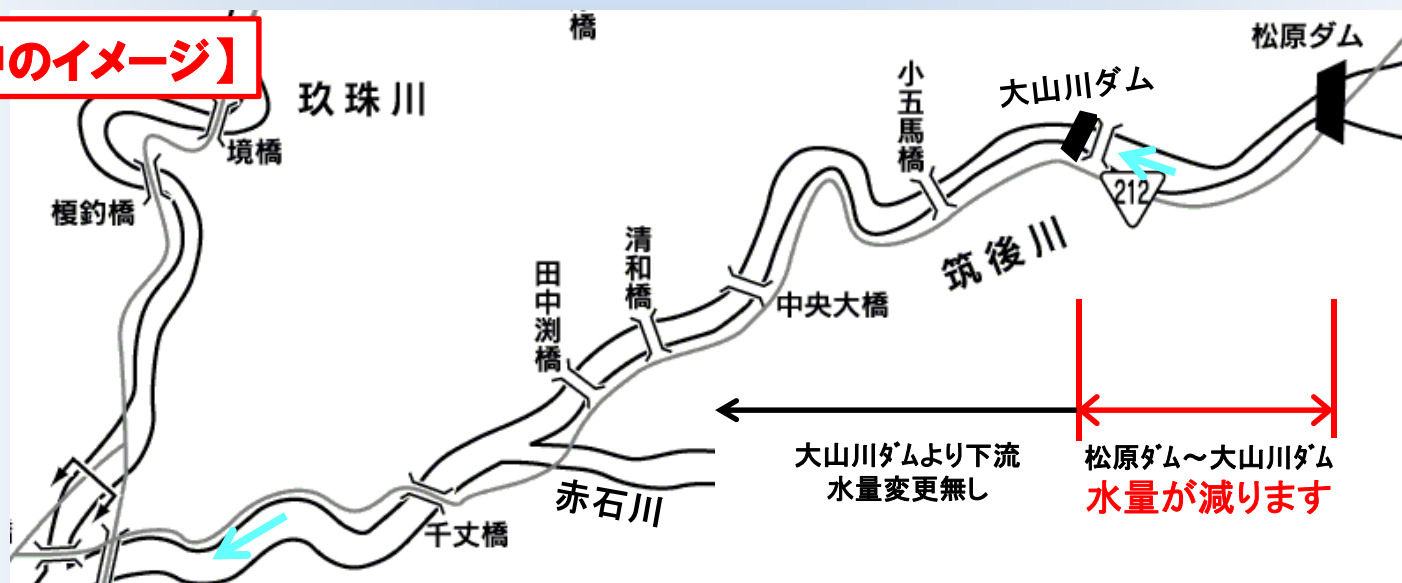 のイメージ】
橋
松原ダム
玖珠川
小五馬橋
大山川ダム
境橋
212
榎釣橋
清和橋
筑後川
田中渕橋
中央大橋
大山川ダムより下流
水量変更無し
松原ダム～大山川ダム
水量が減ります
赤石川
千丈橋